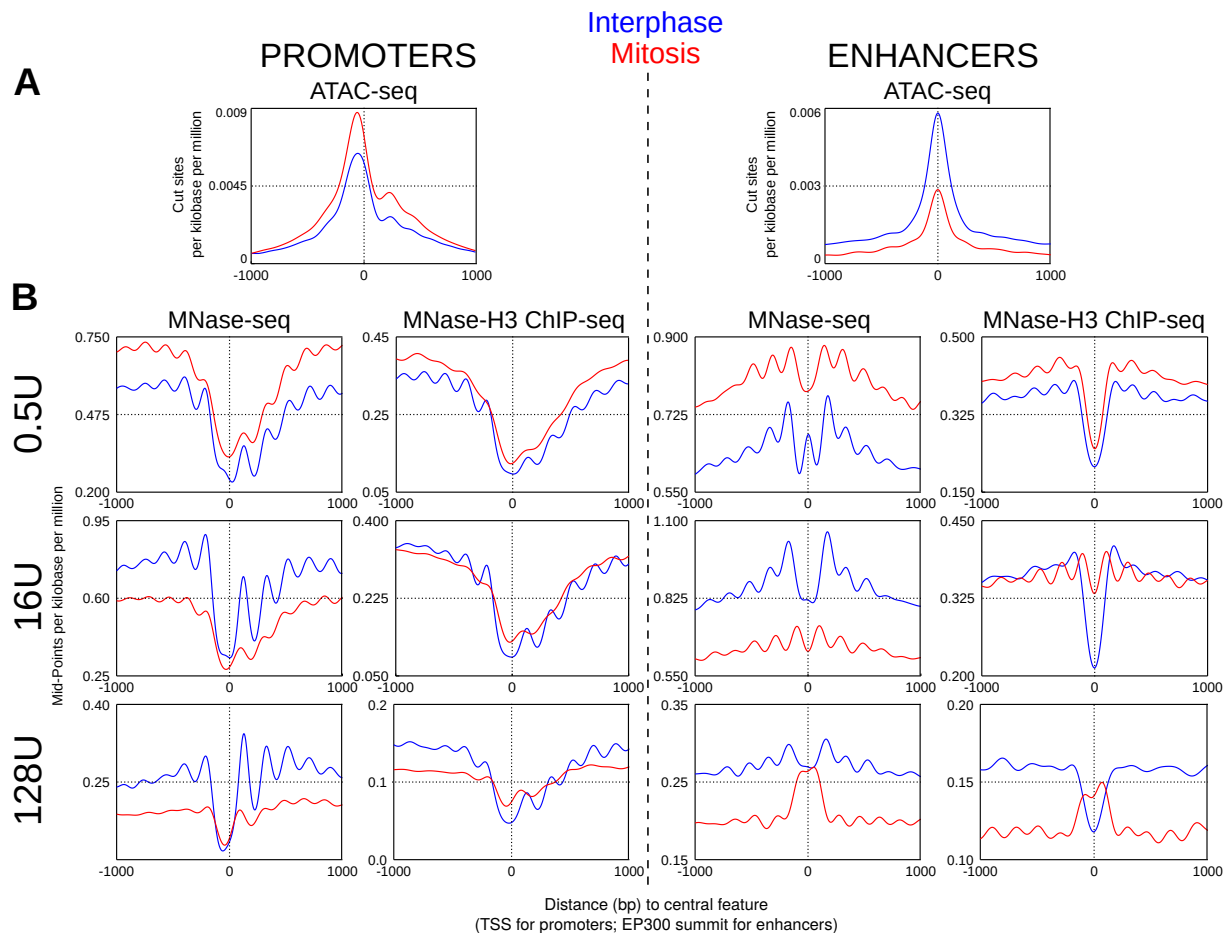 Interphase
PROMOTERS Mitosis ENHANCERS
A
ATAC-seq ATAC-seq
Cut sites
per kilobase per million
0.009
0.0045
0
-1000 0 1000
Cut sites
per kilobase per million
0.006
0.003
0
-1000 0 1000
B
MNase-seq MNase-H3 ChIP-seq MNase-seq MNase-H3 ChIP-seq
0.5U
0.750 0.45 0.900 0.500
0.475 0.25 0.725 0.325
0.200 0.05 0.550 0.150
-1000 0 1000 -1000 0 1000 -1000 0 1000 -1000 0 1000
Mid-Points per kilobase per million
16U
0.95 0.400 1.100 0.450
0.60 0.225 0.825 0.325
0.25 0.050 0.550 0.200
-1000 0 1000 -1000 0 1000 -1000 0 1000 -1000 0 1000
128U
0.40 0.2 0.35 0.20
0.25 0.1 0.25 0.15
0.0 0.15 0.10
-1000 0 1000 -1000 0 1000 -1000 0 1000 -1000 0 1000
Distance (bp) to central feature
(TSS for promoters; EP300 summit for enhancers)